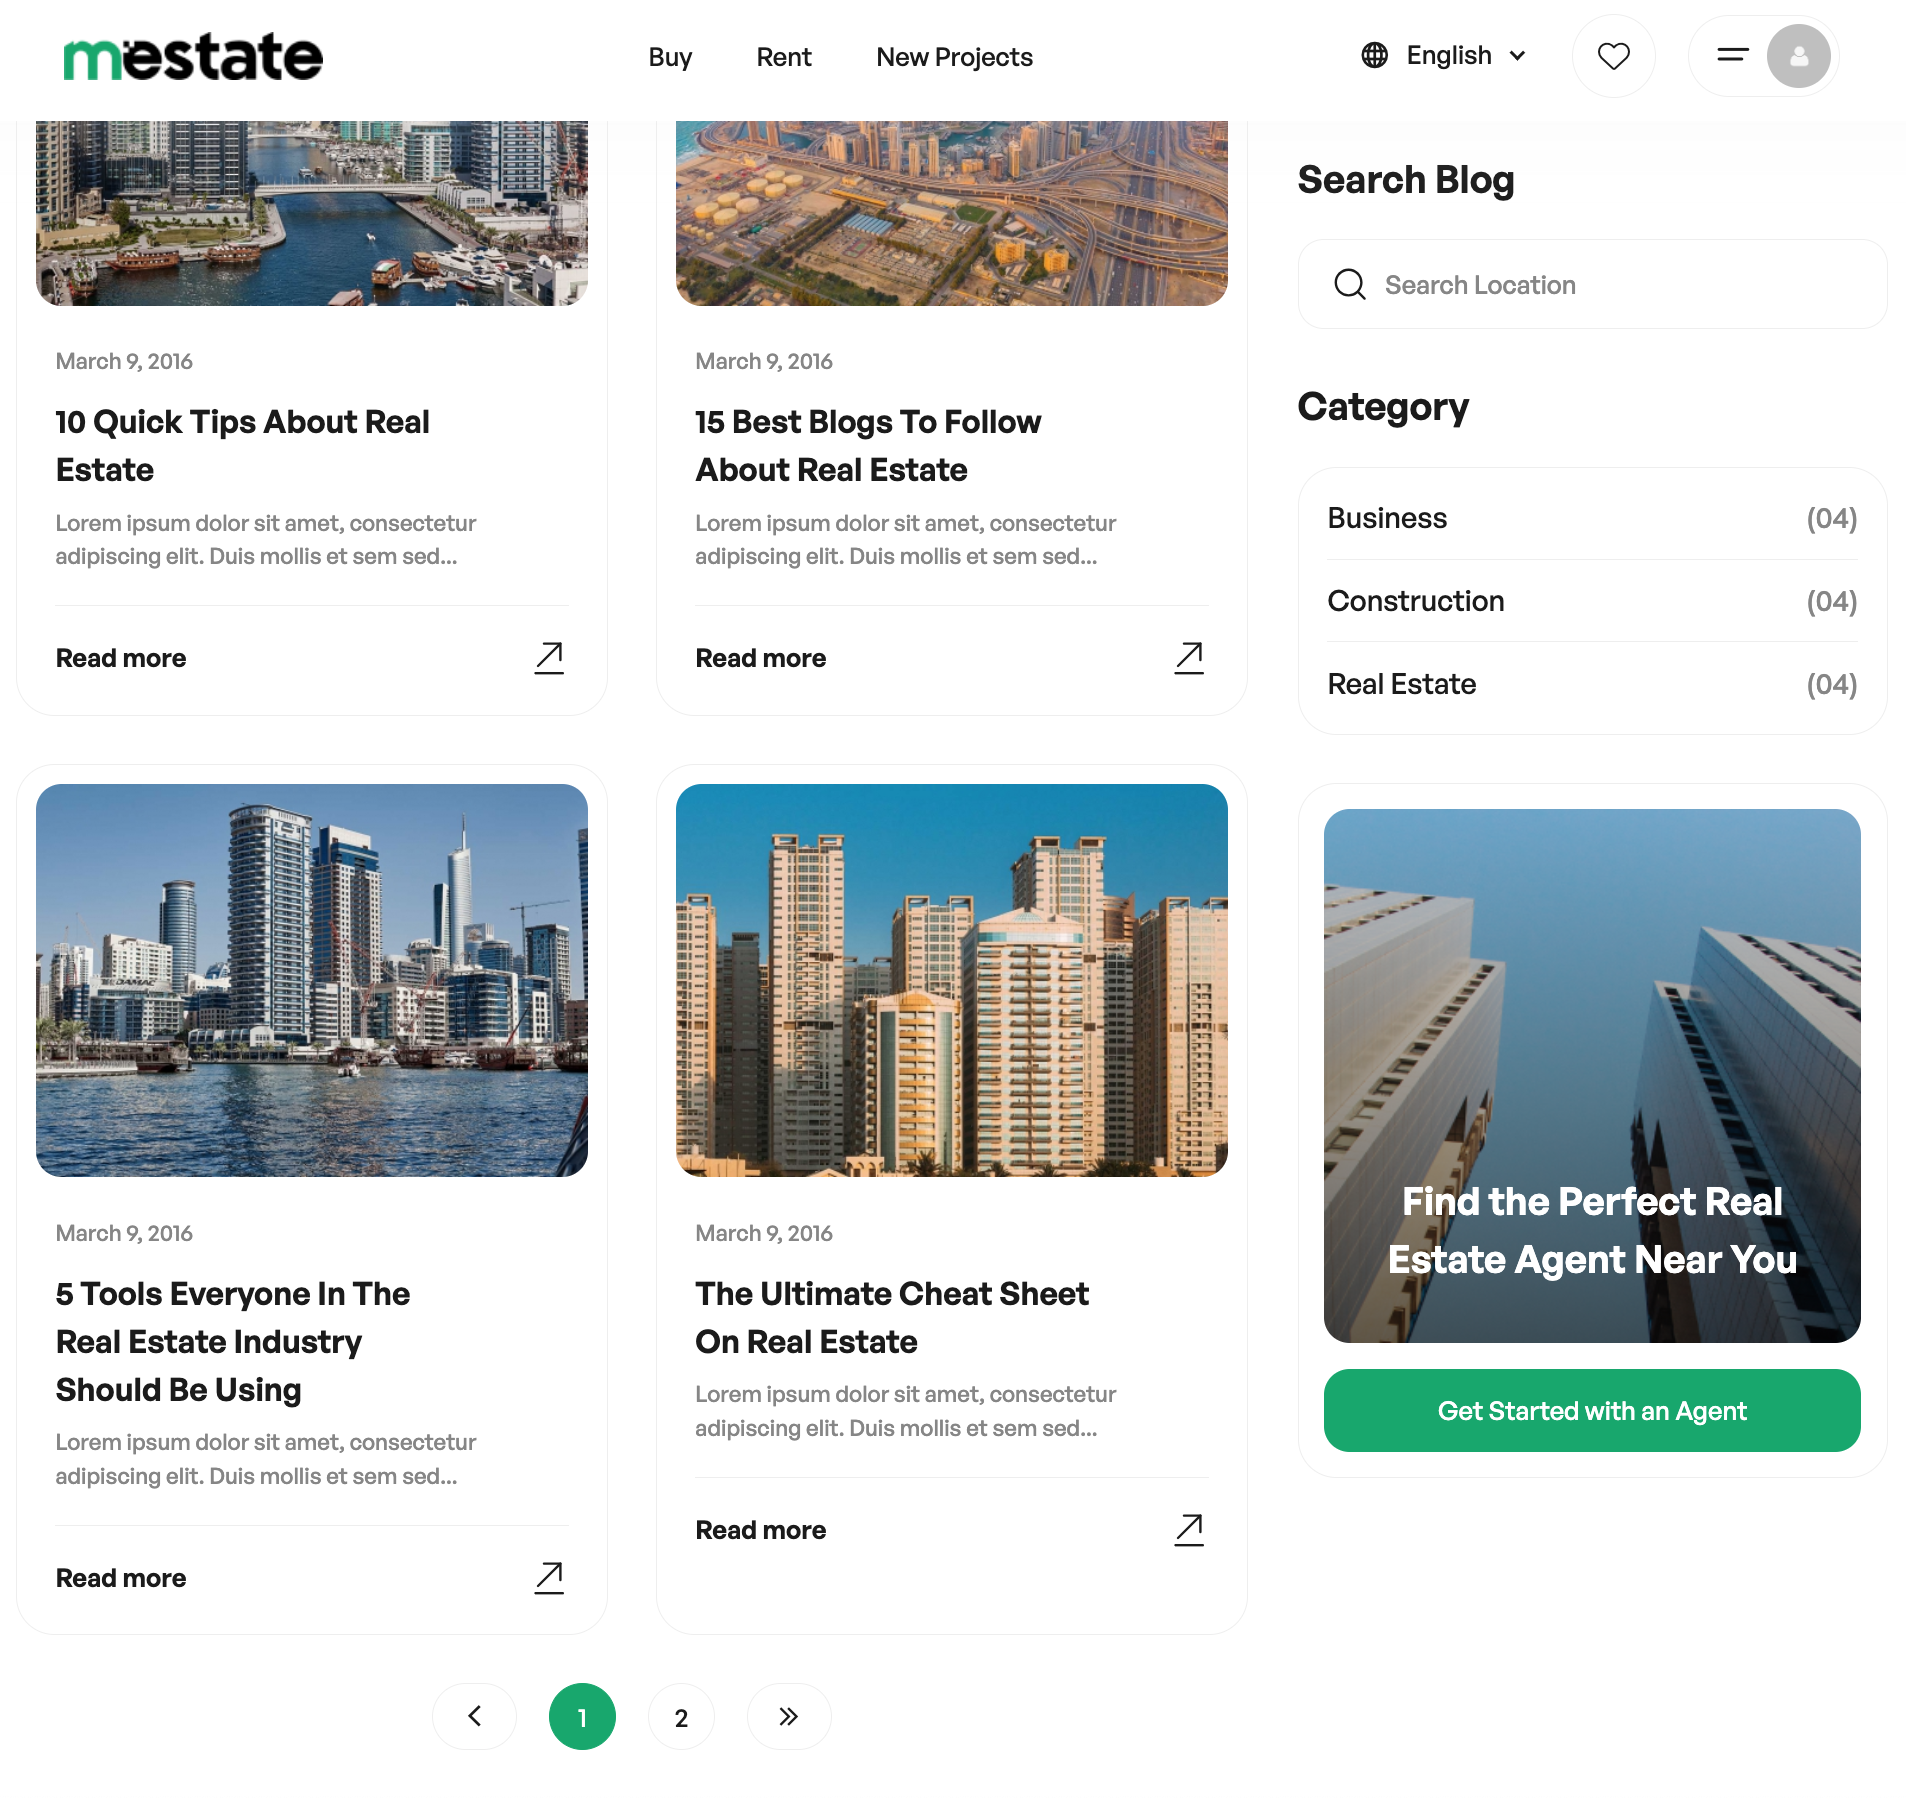 mestate
Buy
Rent
New Projects
English
March 9, 2016
10 Quick Tips About Real
Estate
Lorem ipsum dolor sit amet, consectetur
adipiscing elit. Duis mollis et sem sed...
Read more
March 9, 2016
15 Best Blogs To Follow
About Real Estate
Lorem ipsum dolor sit amet, consectetur
adipiscing elit. Duis mollis et sem sed...
Read more
DAMAC
March 9, 2016
5 Tools Everyone In The
Real Estate Industry
Should Be Using
Lorem ipsum dolor sit amet, consectetur
adipiscing elit. Duis mollis et sem sed...
Read more
March 9, 2016
The Ultimate Cheat Sheet
On Real Estate
Lorem ipsum dolor sit amet, consectetur
adipiscing elit. Duis mollis et sem sed...
Read more
1
2
Search Blog
Search Location
Category
Business
(04)
Construction
(04)
Real Estate
(04)
Find the Perfect Real
Estate Agent Near You
Get Started with an Agent